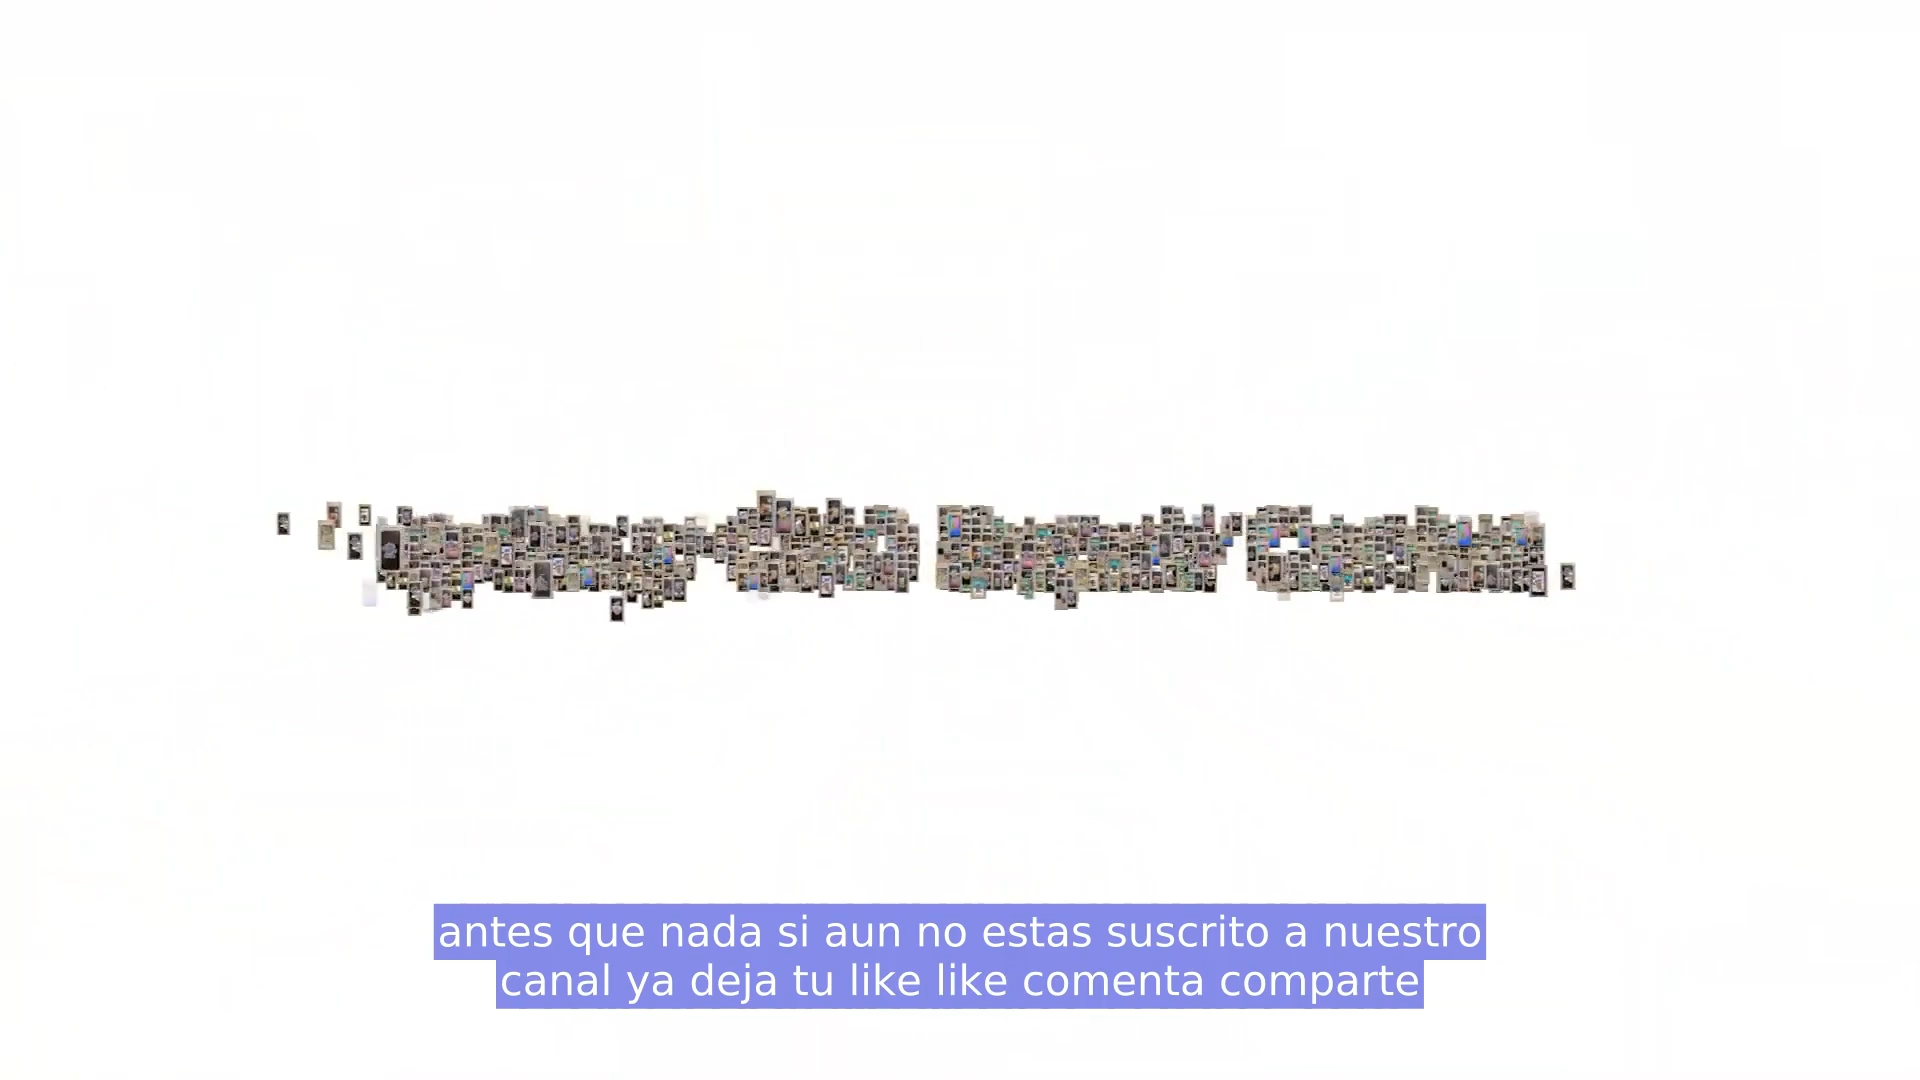 antes que nada si aun no estas suscrito a nuestro
canal ya deja tu like like comenta comparte